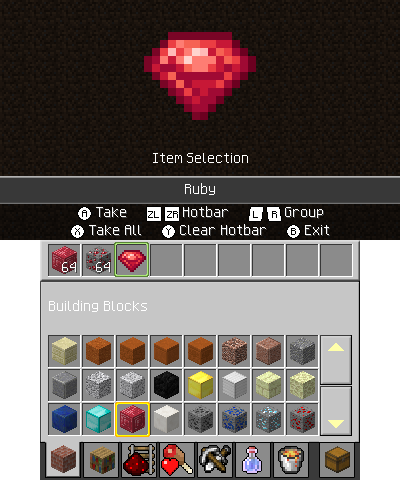 Item Selection
Ruby
A Take ZL ZR Hotbar L R Group
X Take All Y Clear Hotbar B Exit
64 64
Building Blocks